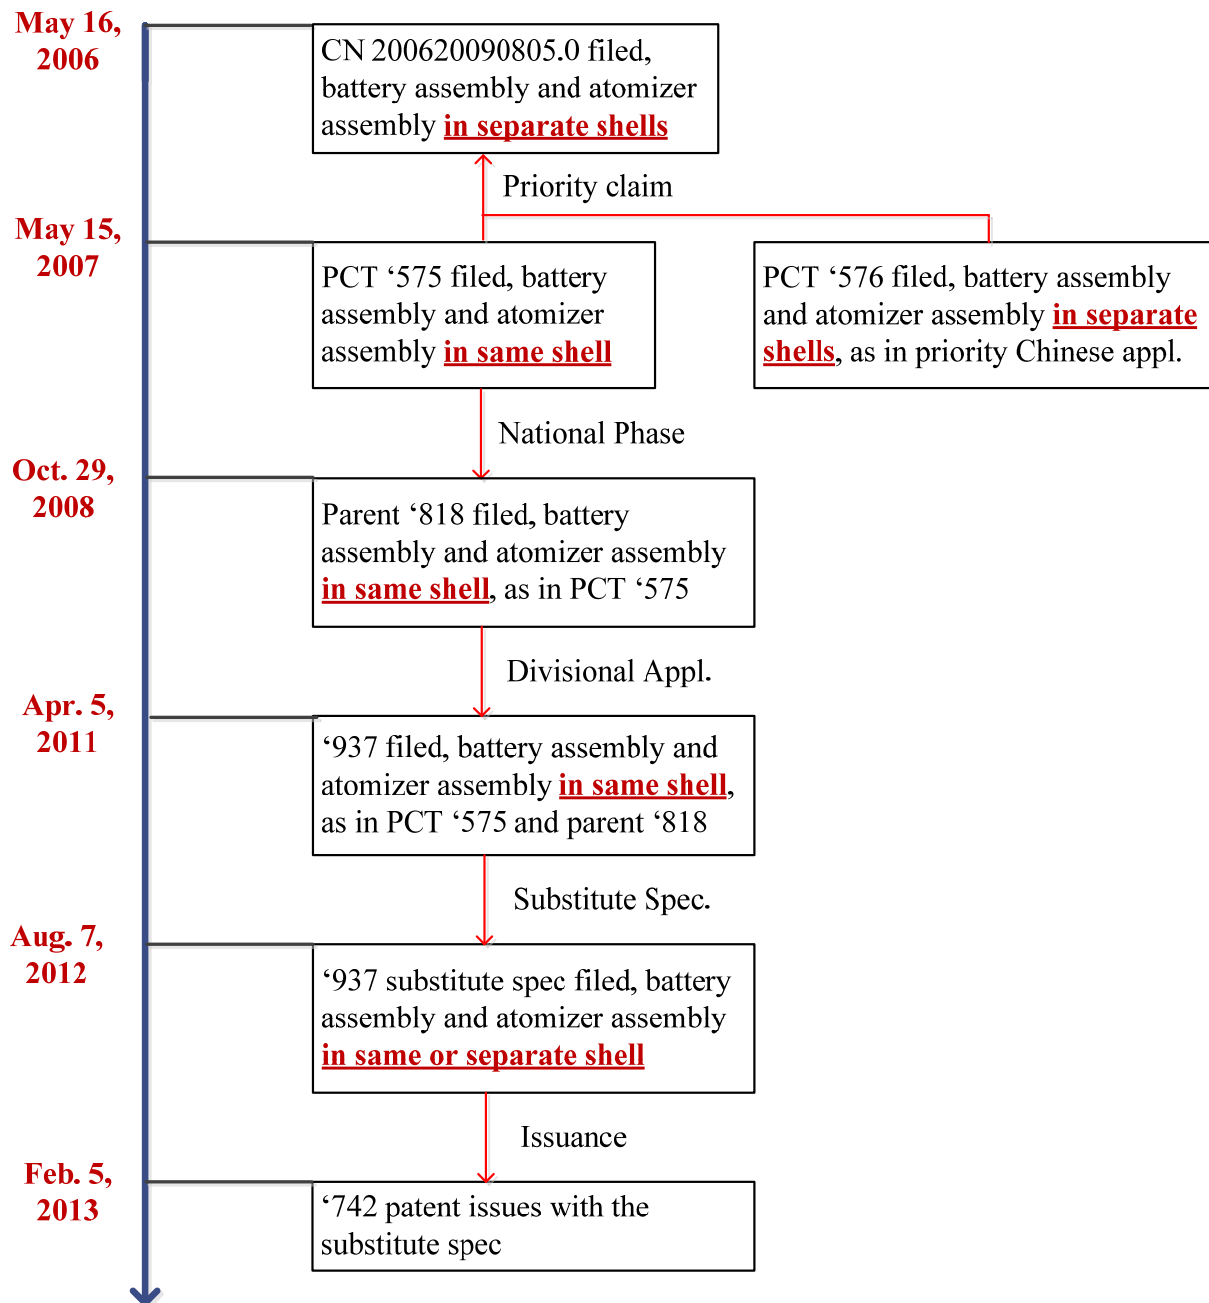 May 16,
2006
CN 200620090805.0 filed,
battery assembly and atomizer
assembly in separate shells
Priority claim
May 15,
2007
PCT ‘575 filed, battery
assembly and atomizer
assembly in same shell
PCT ‘576 filed, battery assembly
and atomizer assembly in separate
shells, as in priority Chinese appl.
National Phase
Oct. 29,
2008
Parent ‘818 filed, battery
assembly and atomizer assembly
in same shell, as in PCT ‘575
Divisional Appl.
Apr. 5,
2011
‘937 filed, battery assembly and
atomizer assembly in same shell,
as in PCT ‘575 and parent ‘818
Substitute Spec.
Aug. 7,
2012
‘937 substitute spec filed, battery
assembly and atomizer assembly
in same or separate shell
Issuance
Feb. 5,
2013
‘742 patent issues with the
substitute spec